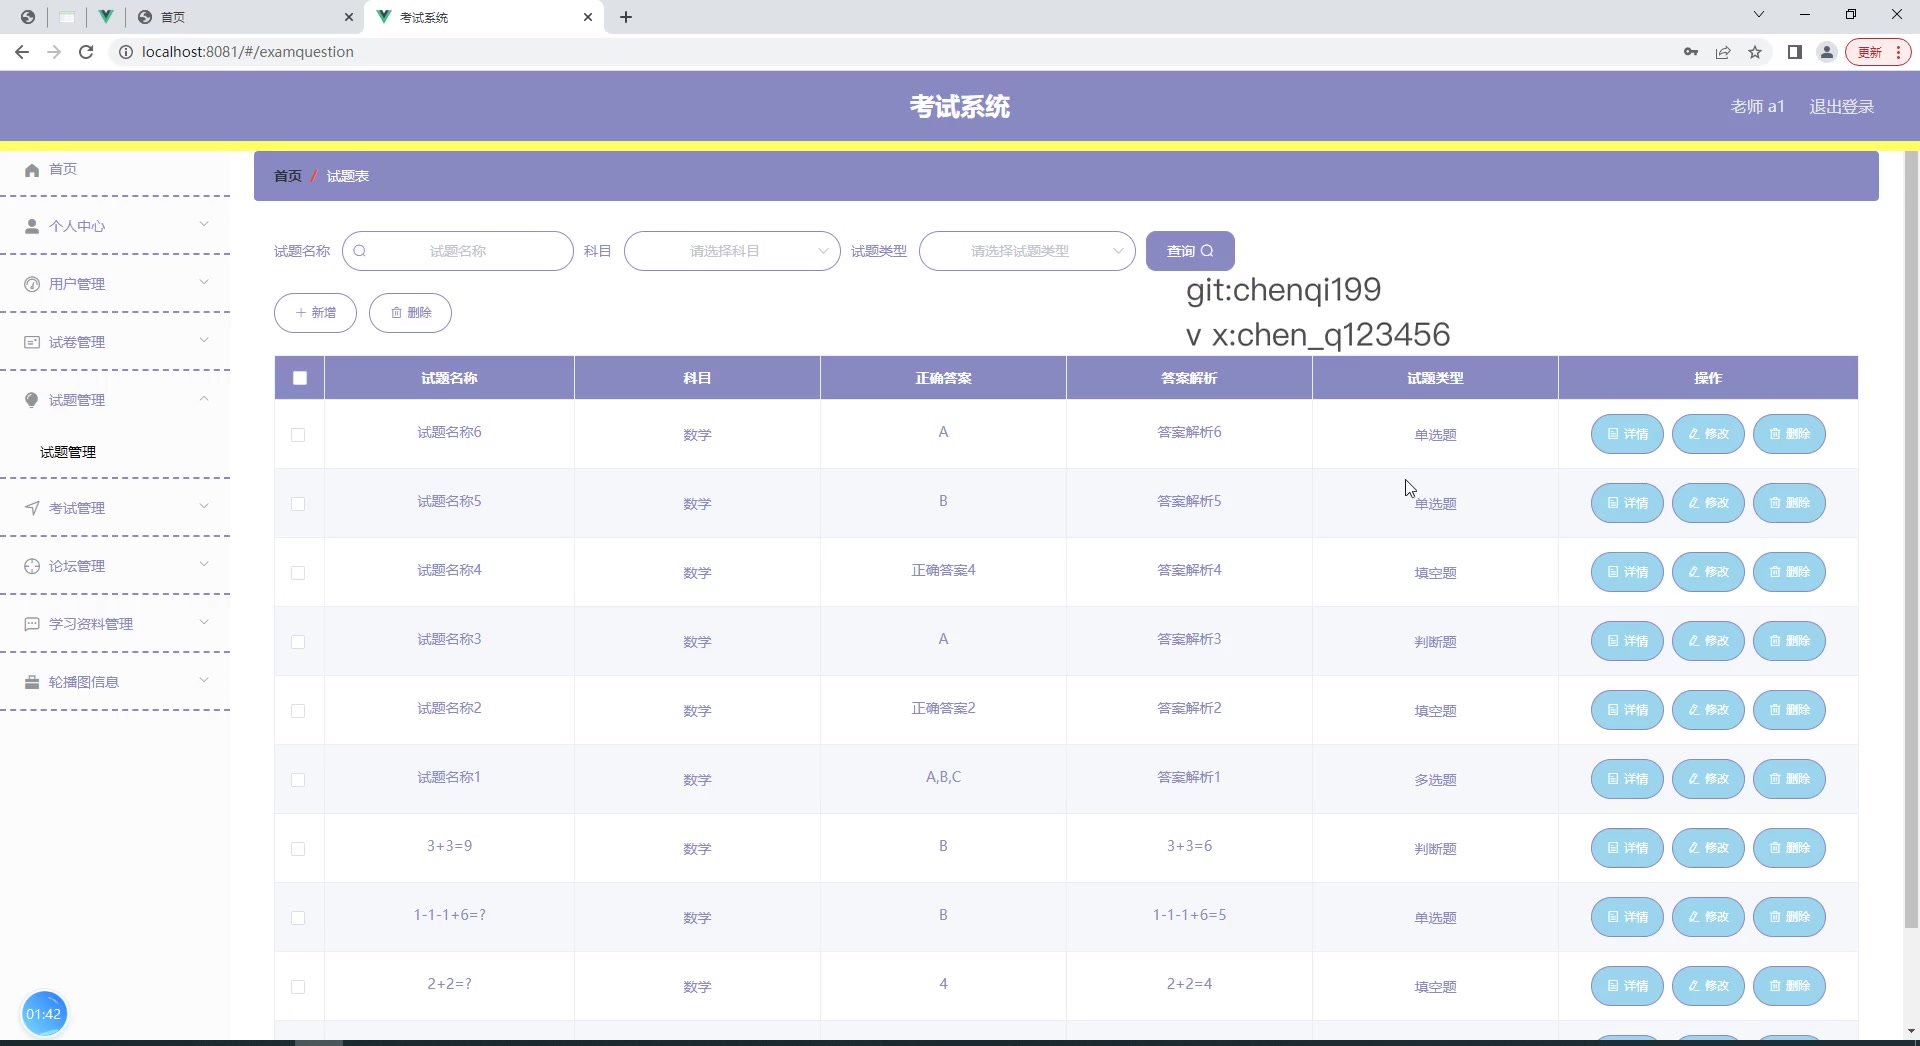 首页
考试系统
localhost:8081/#/examquestion
更新
考试系统
老师 a1
退出登录
首页
个人中心
用户管理
试卷管理
试题管理
试题管理
考试管理
论坛管理
学习资料管理
轮播图信息
首页 / 试题表
试题名称 试题名称 科目 请选择科目 试题类型 请选择试题类型 查询
git:chenqi199
v x:chen_q123456
新增 删除
试题名称 科目 正确答案 答案解析 试题类型 操作
试题名称6 数学 A 答案解析6 单选题 详情 修改 删除
试题名称5 数学 B 答案解析5 单选题 详情 修改 删除
试题名称4 数学 正确答案4 答案解析4 填空题 详情 修改 删除
试题名称3 数学 A 答案解析3 判断题 详情 修改 删除
试题名称2 数学 正确答案2 答案解析2 填空题 详情 修改 删除
试题名称1 数学 A,B,C 答案解析1 多选题 详情 修改 删除
3+3=9 数学 B 3+3=6 判断题 详情 修改 删除
1-1-1+6=? 数学 B 1-1-1+6=5 单选题 详情 修改 删除
2+2=? 数学 4 2+2=4 填空题 详情 修改 删除
01:42